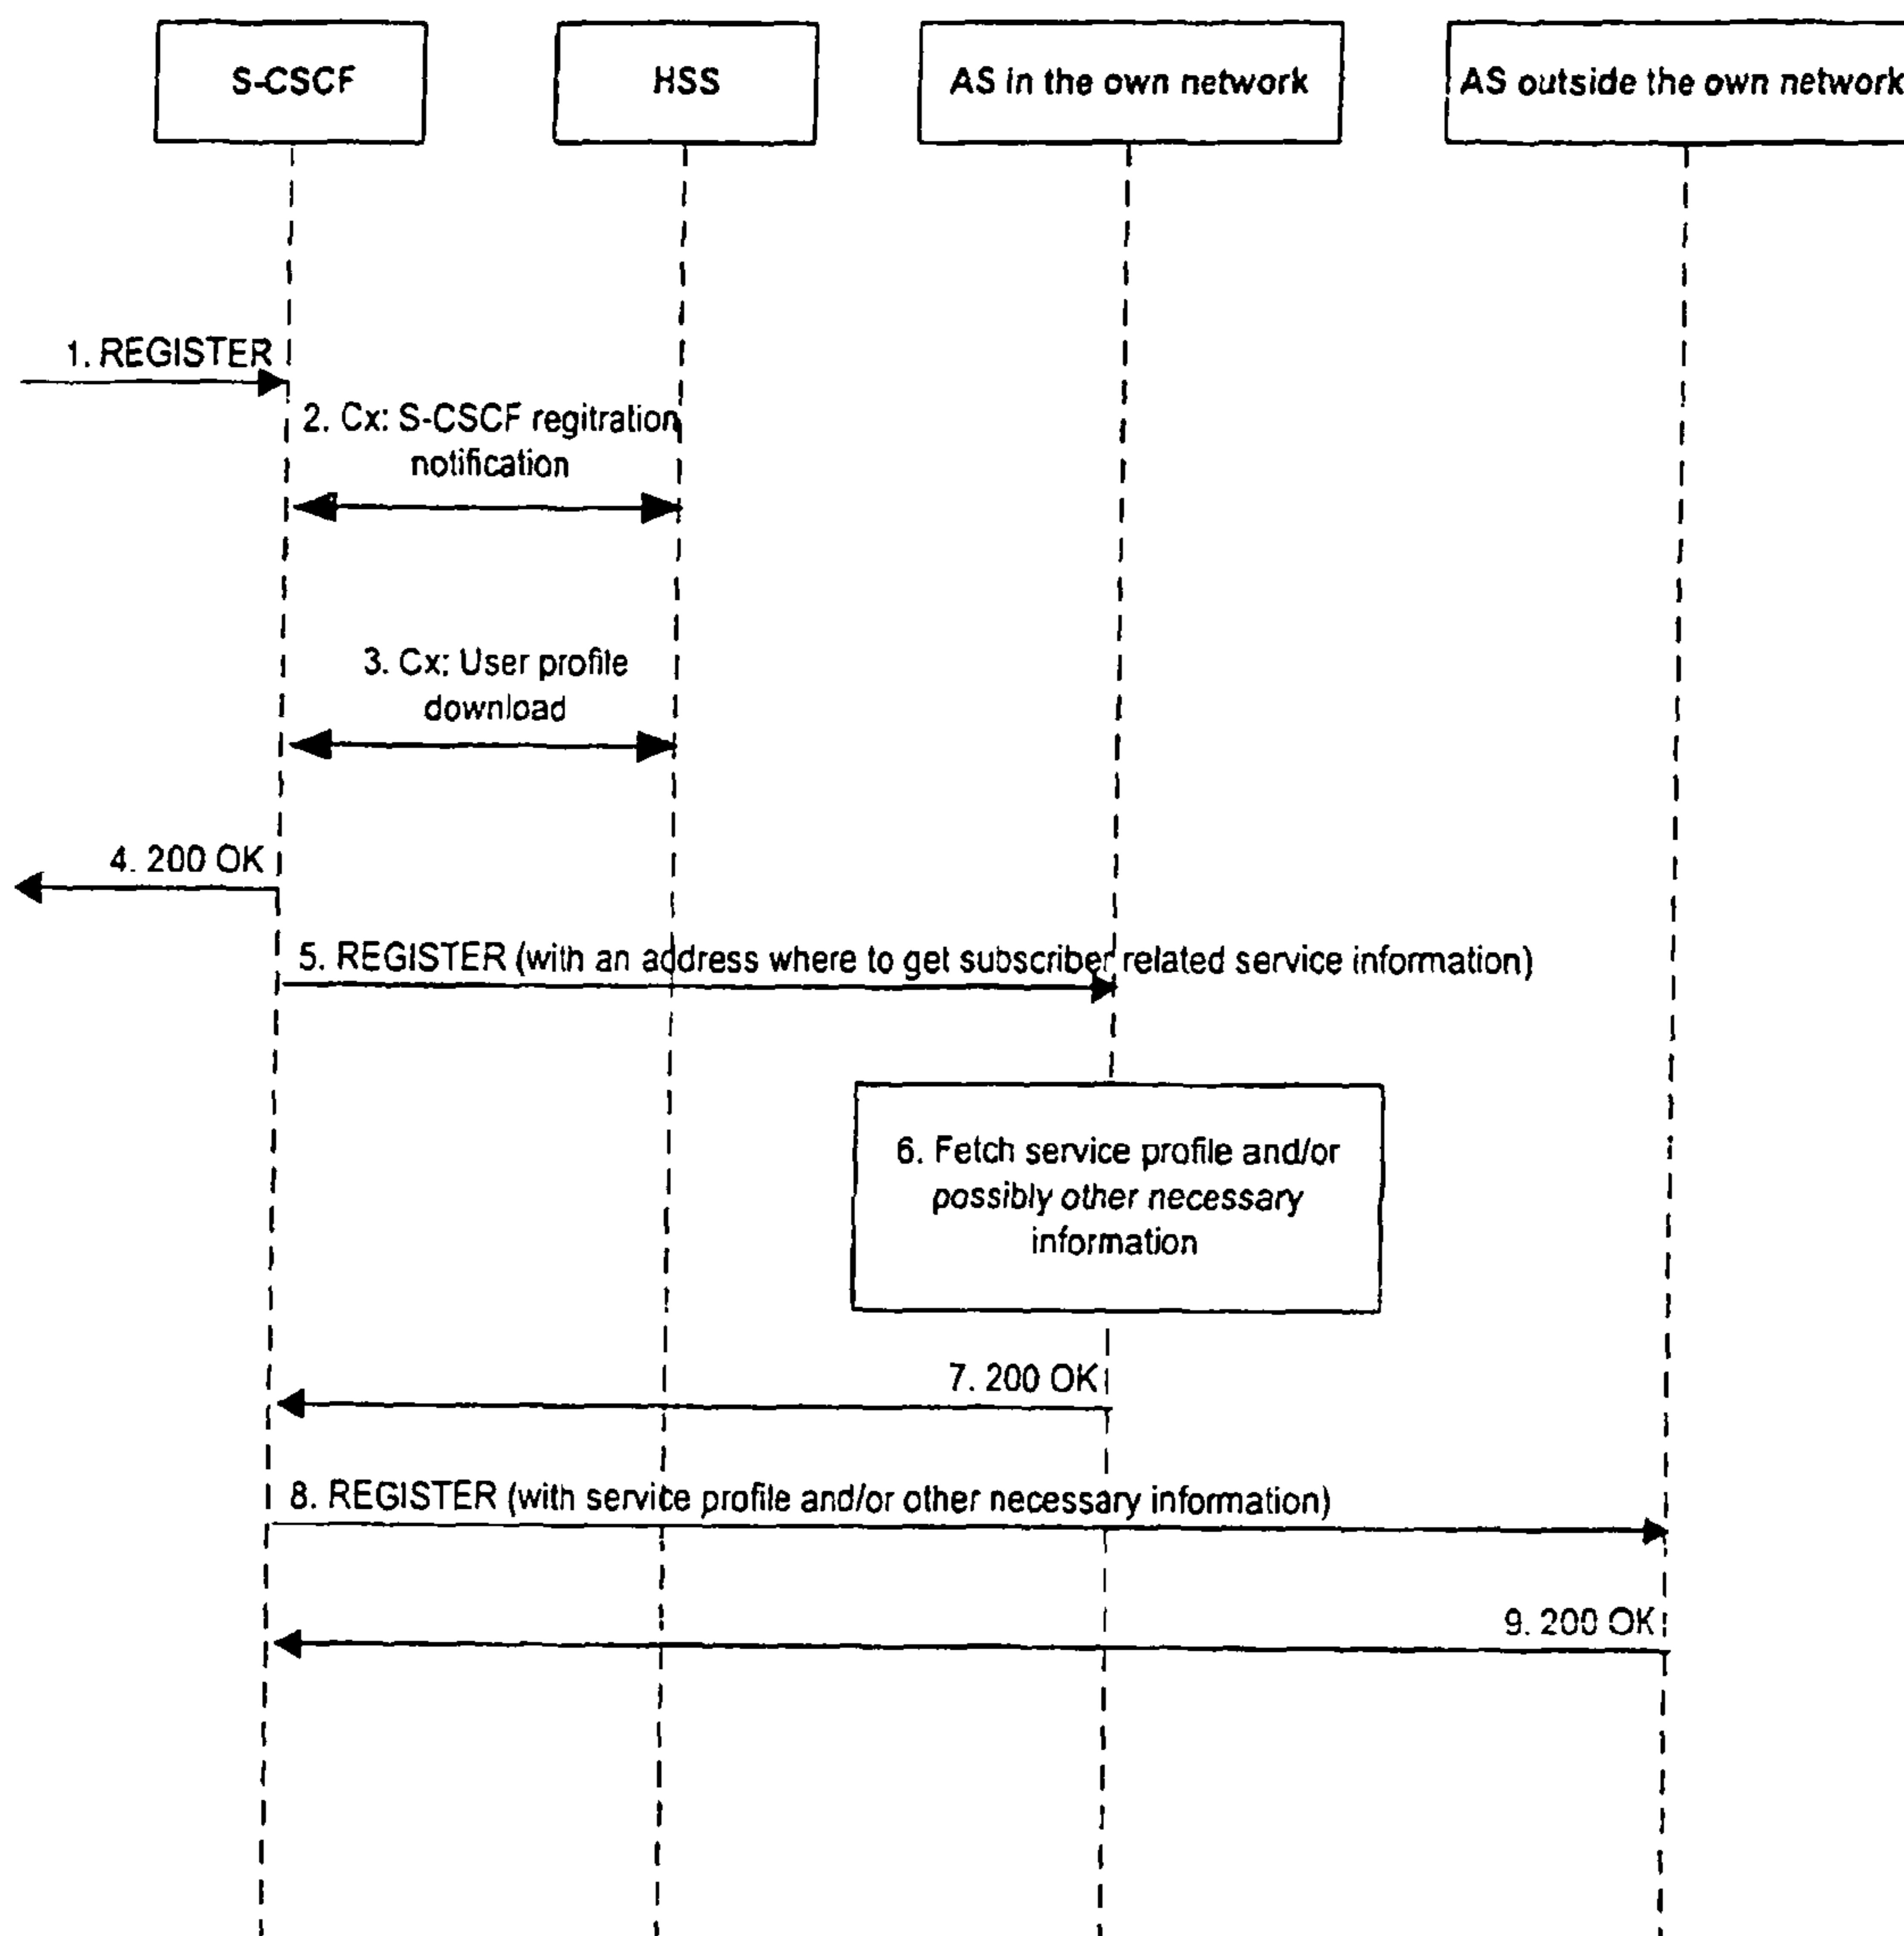 S-CSCF
HSS
AS in the own network
AS outside the own network
1. REGISTER
2. Cx: S-CSCF regitration
notification
3. Cx: User profile
download
4. 200 OK
5. REGISTER (with an address where to get subscriber related service information)
6. Fetch service profile and/or
possibly other necessary
information
7. 200 OK
8. REGISTER (with service profile and/or other necessary information)
9. 200 OK